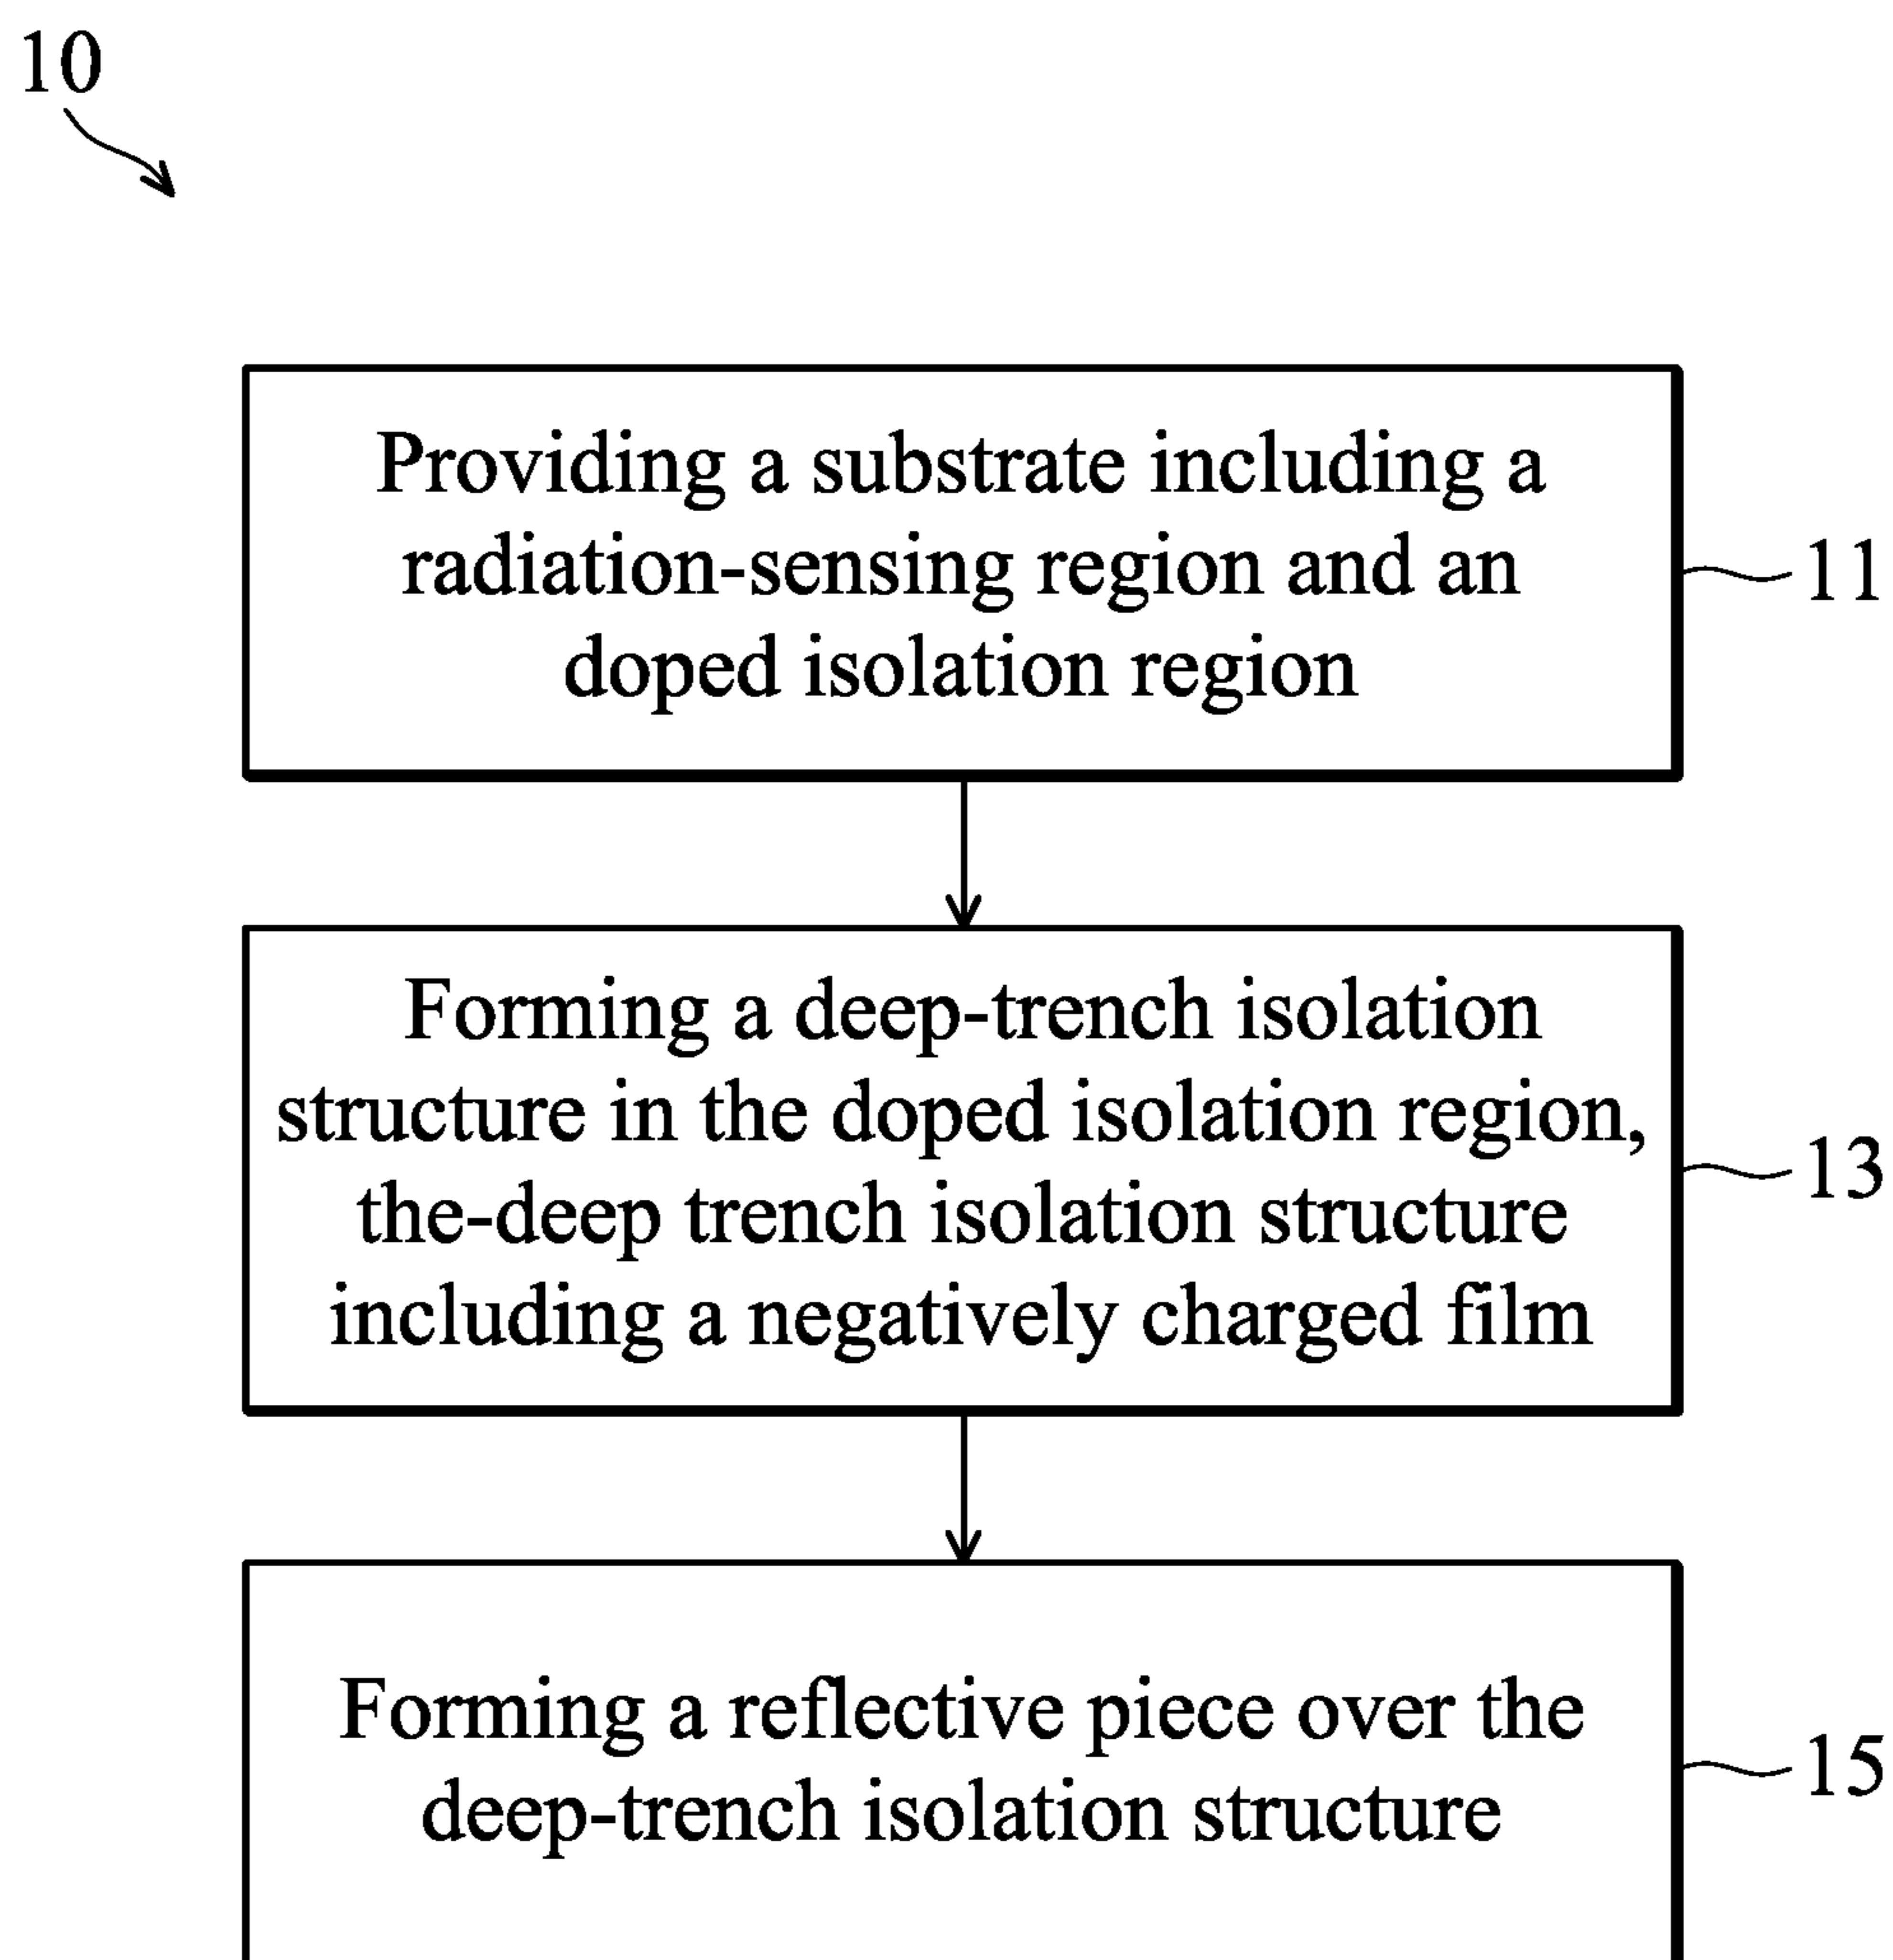 10
Providing a substrate including a
radiation-sensing region and an
doped isolation region
11
Forming a deep-trench isolation
structure in the doped isolation region,
the-deep trench isolation structure
including a negatively charged film
13
Forming a reflective piece over the
deep-trench isolation structure
15